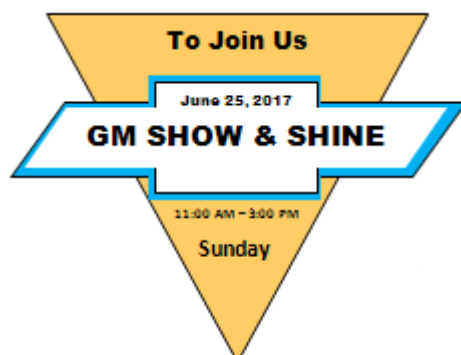 To Join Us
June 25, 2017
GM SHOW & SHINE
11:00 AM – 3:00 PM
Sunday